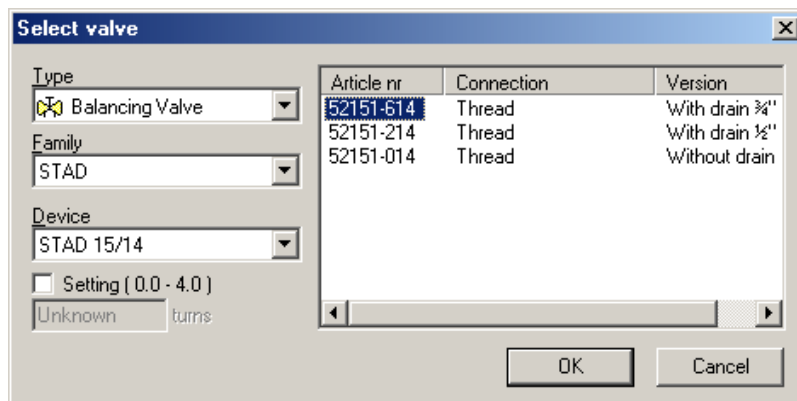 Select valve
Type
Balancing Valve
Family
STAD
Device
STAD 15/14
Setting ( 0.0 - 4.0 )
Unknown turns
Article nr Connection Version
52151-614 Thread With drain ¾"
52151-214 Thread With drain ½"
52151-014 Thread Without drain
OK Cancel